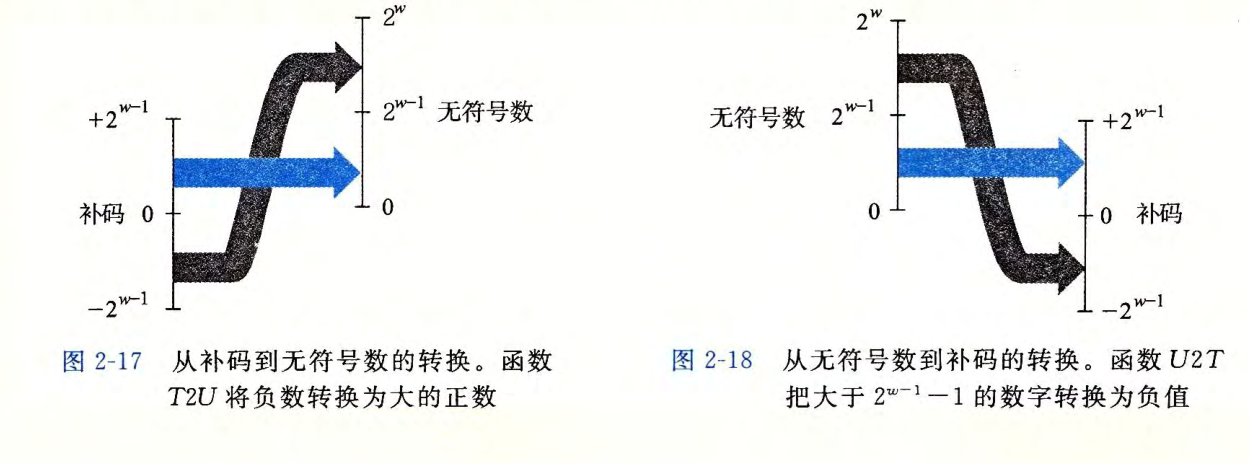 2^w
+2^{w-1}
2^{w-1} 无符号数
补码 0
0
-2^{w-1}
图 2-17 从补码到无符号数的转换。函数
T2U 将负数转换为大的正数
2^w
无符号数 2^{w-1}
+2^{w-1}
0
0 补码
-2^{w-1}
图 2-18 从无符号数到补码的转换。函数 U2T
把大于 2^{w-1}-1 的数字转换为负值